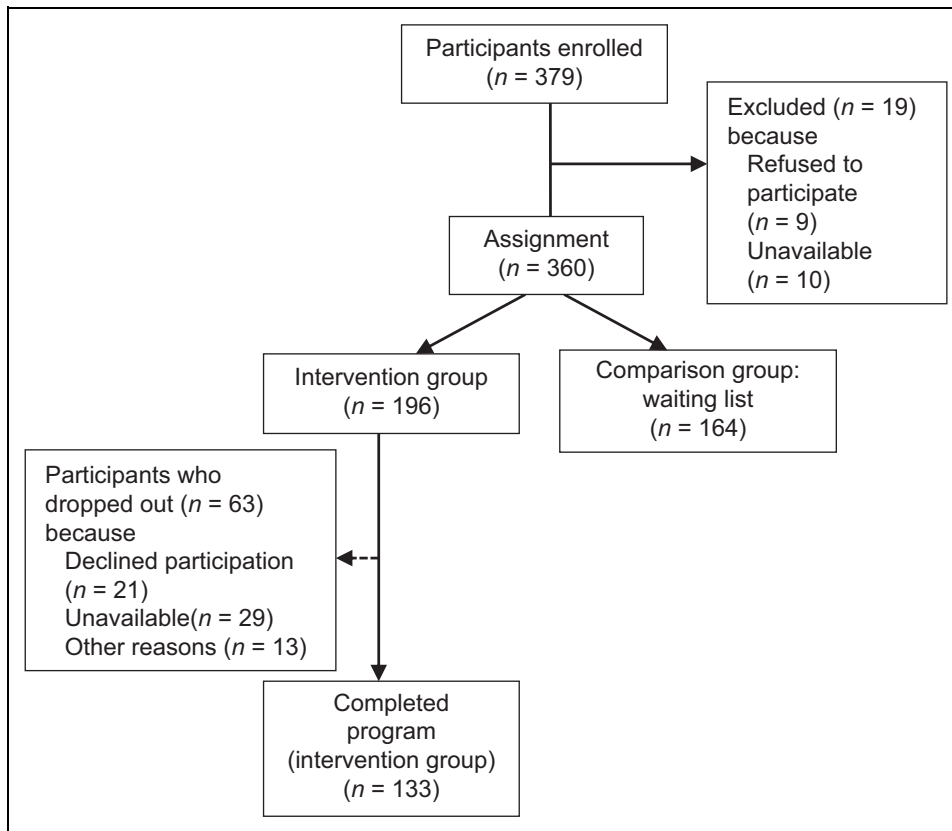 Participants enrolled
(n = 379)
Excluded (n = 19)
because
Refused to
participate
(n = 9)
Unavailable
(n = 10)
Assignment
(n = 360)
Intervention group
(n = 196)
Comparison group:
waiting list
(n = 164)
Participants who
dropped out (n = 63)
because
Declined participation
(n = 21)
Unavailable(n = 29)
Other reasons (n = 13)
Completed
program
(intervention group)
(n = 133)